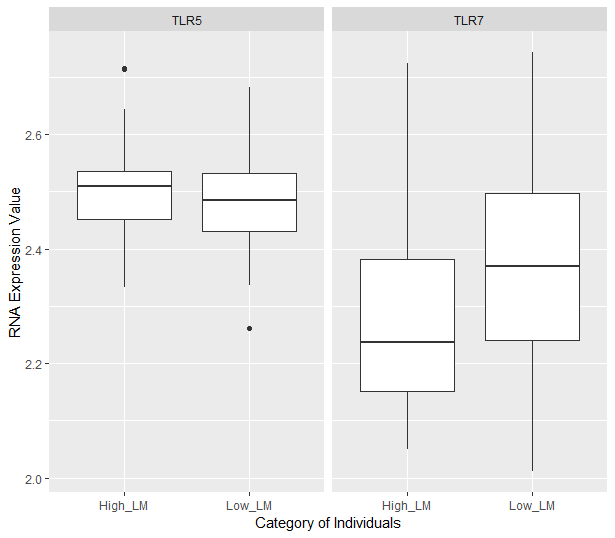 TLR5 TLR7
RNA Expression Value
2.6
2.4
2.2
2.0
High_LM Low_LM High_LM Low_LM
Category of Individuals